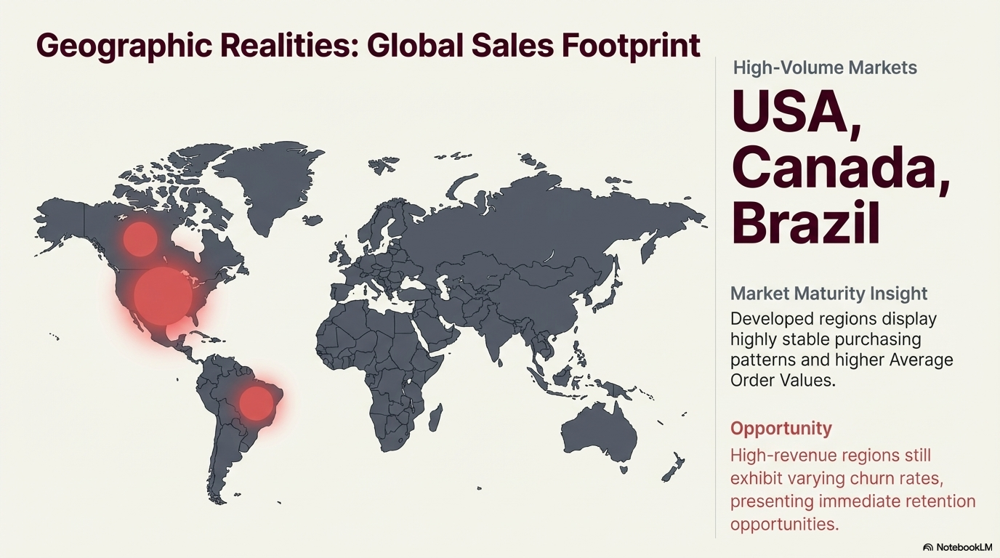 Geographic Realities: Global Sales Footprint
High-Volume Markets
USA,
Canada,
Brazil
Market Maturity Insight
Developed regions display
highly stable purchasing
patterns and higher Average
Order Values.
Opportunity
High-revenue regions still
exhibit varying churn rates,
presenting immediate retention
opportunities.
NotebookLM